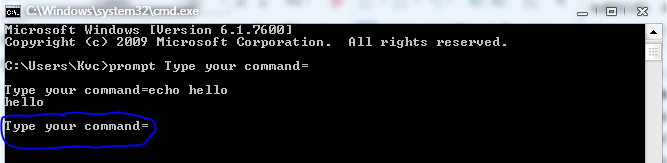 C:\Windows\system32\cmd.exe
Microsoft Windows [Version 6.1.7600]
Copyright (c) 2009 Microsoft Corporation.  All rights reserved.
C:\Users\Kvc>prompt Type your command=
Type your command=echo hello
hello
Type your command=